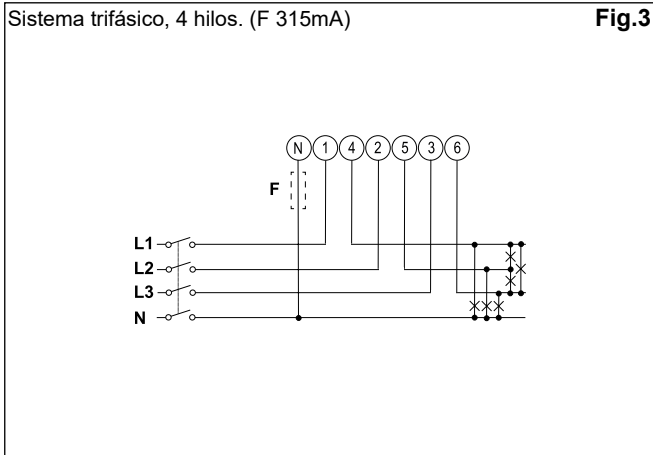 Sistema trifásico, 4 hilos. (F 315mA) Fig.3
N 1 4 2 5 3 6
F
L1
L2
L3
N